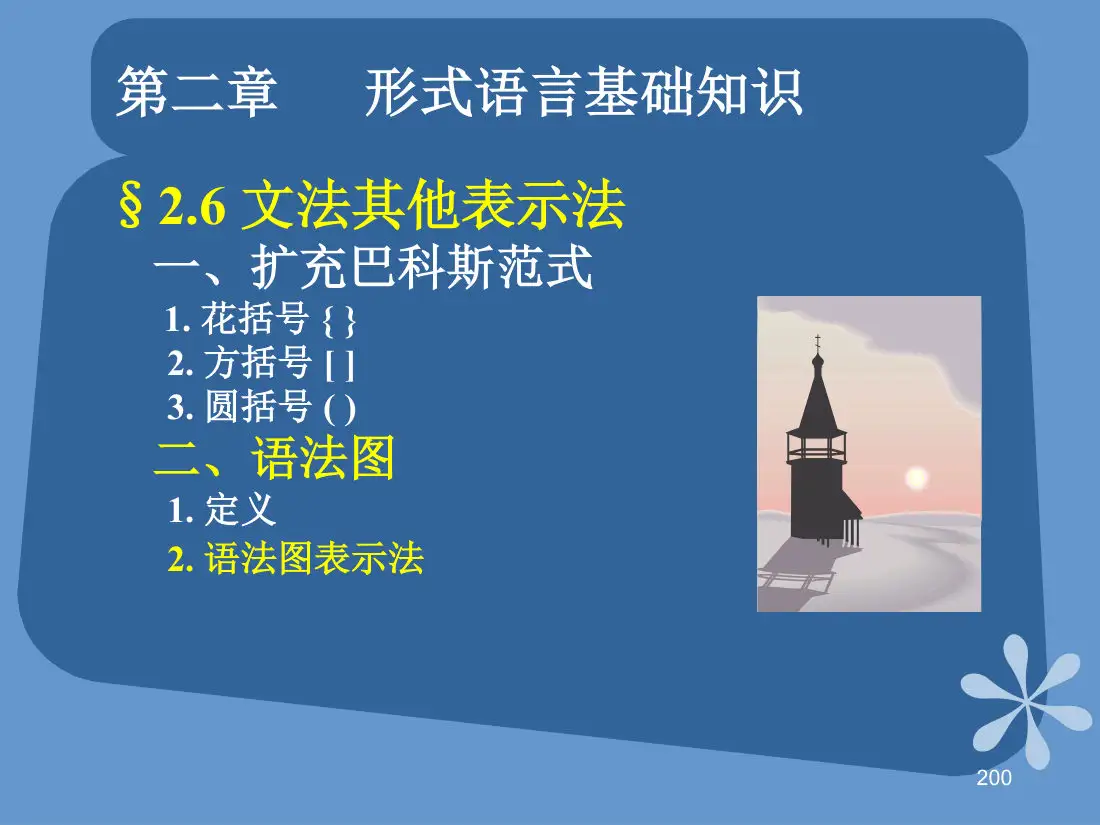 第二章 形式语言基础知识
§2.6 文法其他表示法
一、扩充巴科斯范式
1. 花括号 { }
2. 方括号 [ ]
3. 圆括号 ( )
二、语法图
1. 定义
2. 语法图表示法
200